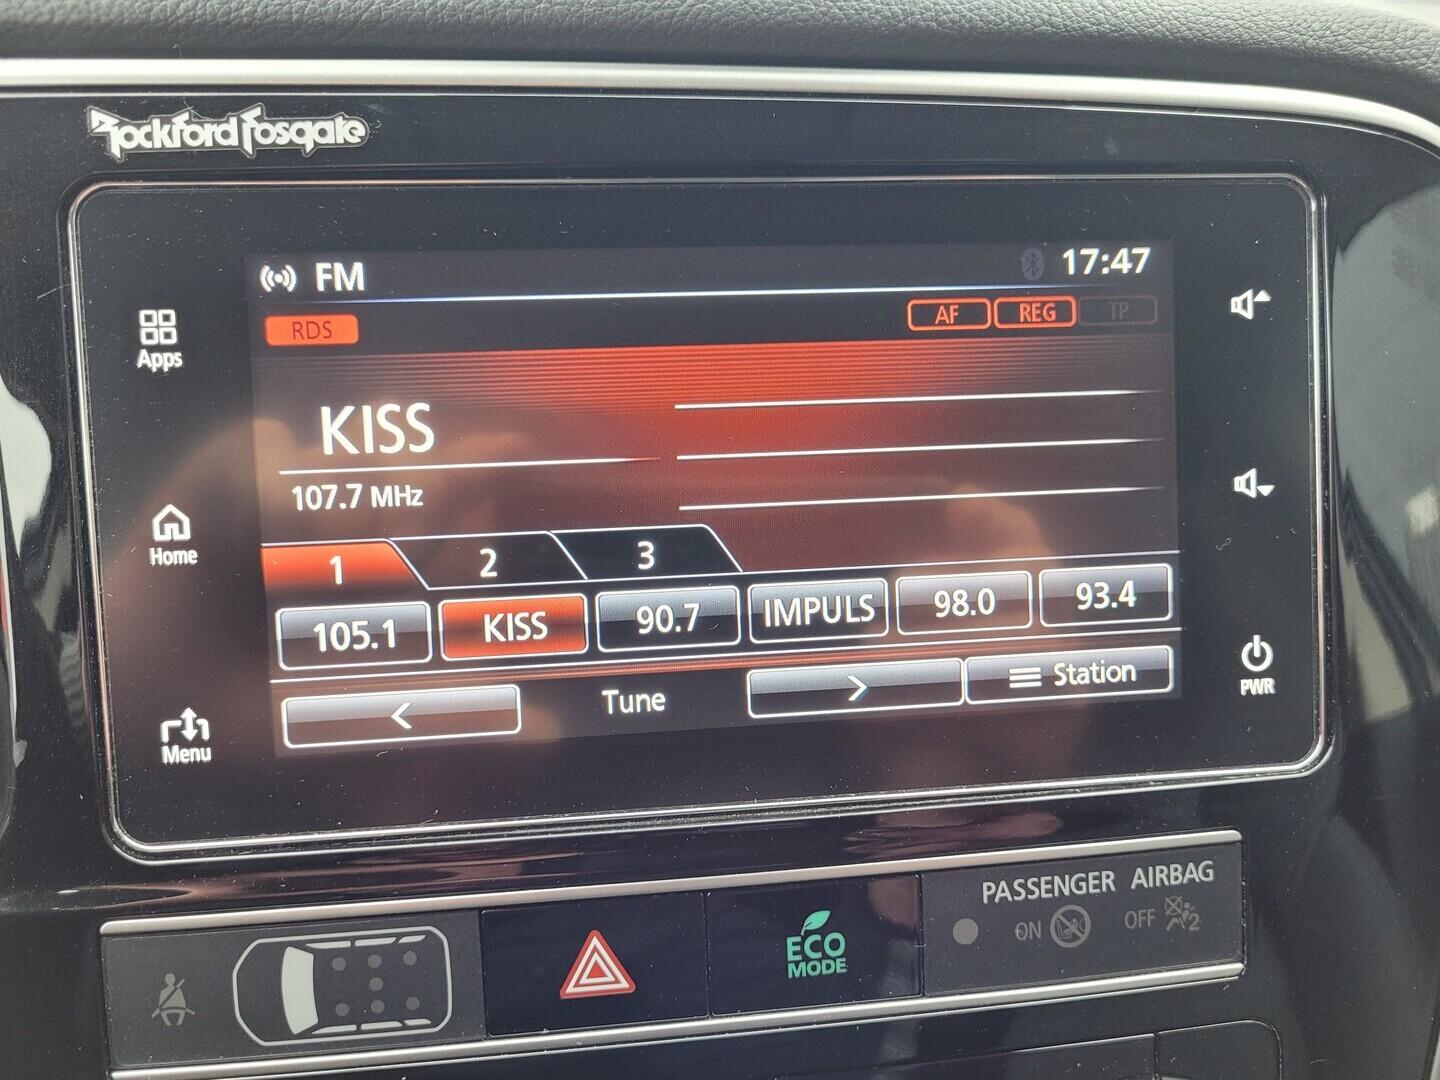 Rockford Fosgate
FM
17:47
RDS
AF REG TP
Apps
KISS
107.7 MHz
Home
1 2 3
105.1 KISS 90.7 IMPULS 98.0 93.4
< Tune > Station
PWR
Menu
PASSENGER AIRBAG
ON OFF 2
ECO
MODE